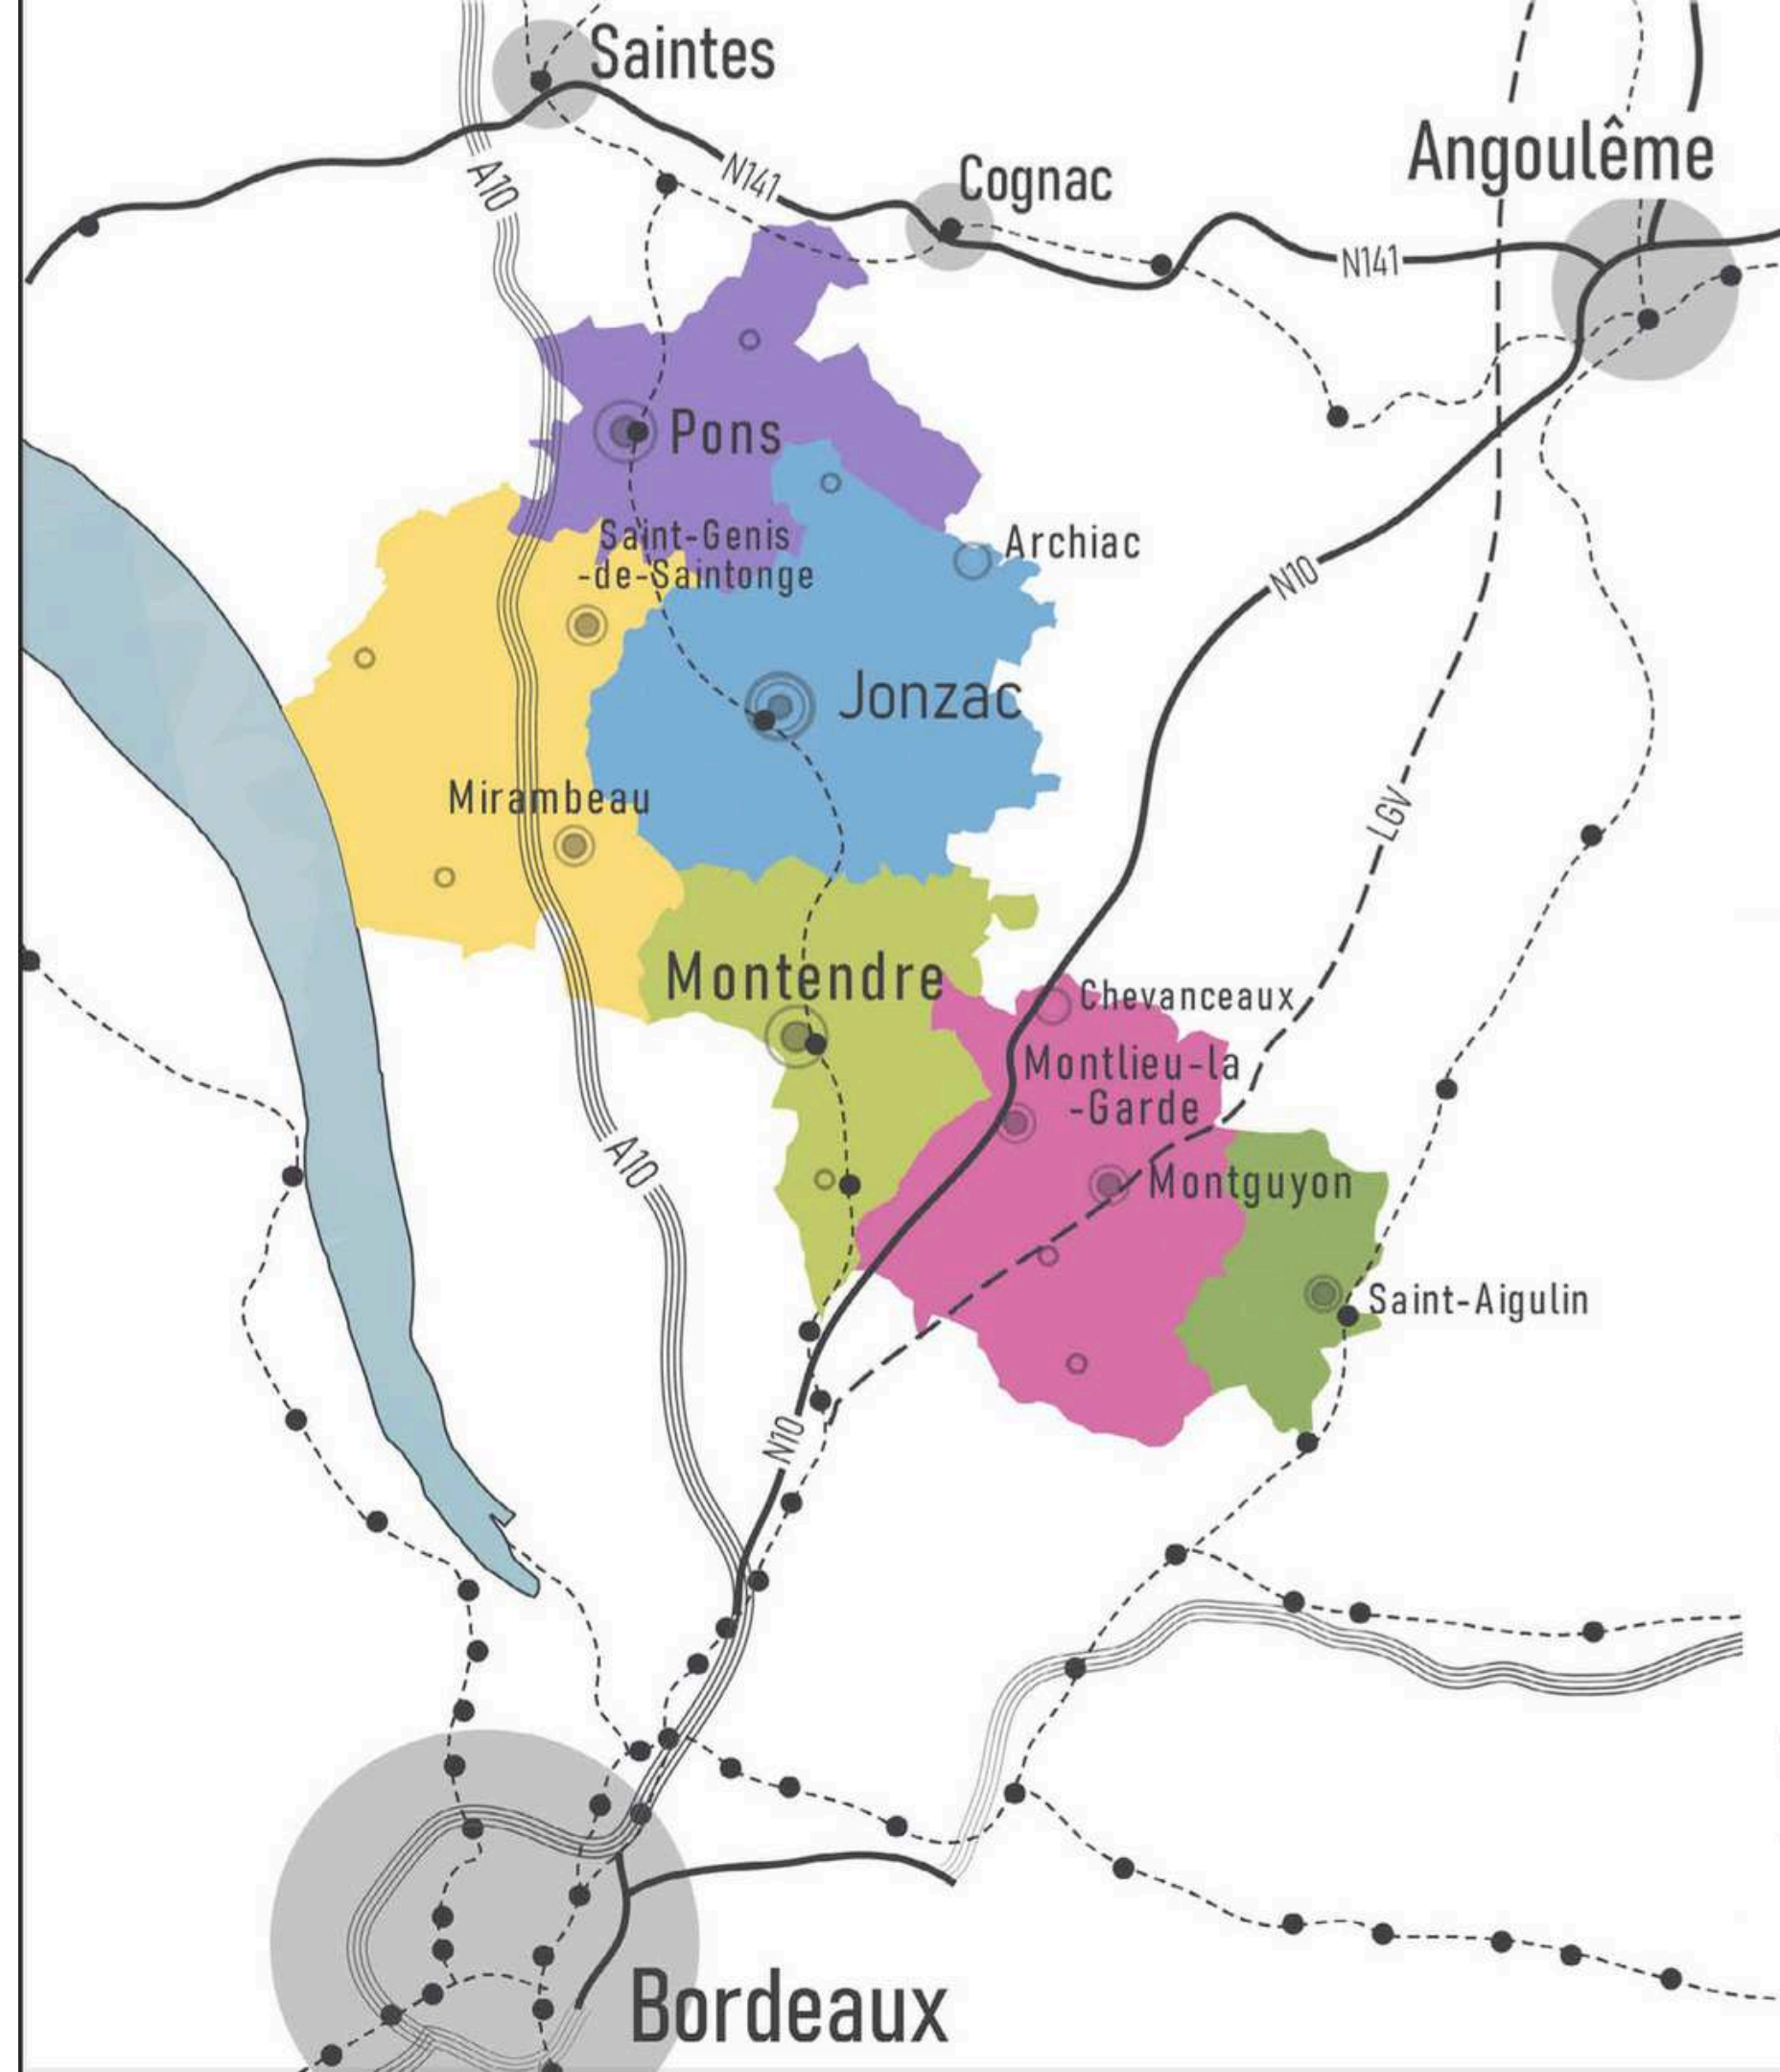 Saintes
Angoulême
A10
N141
Cognac
N141
Pons
Saint-Genis
-de-Saintonge
Archiac
N10
Jonzac
Mirambeau
LGV
Montendre
Chevanceaux
Montlieu-la
-Garde
A10
Montguyon
Saint-Aigulin
N10
Bordeaux